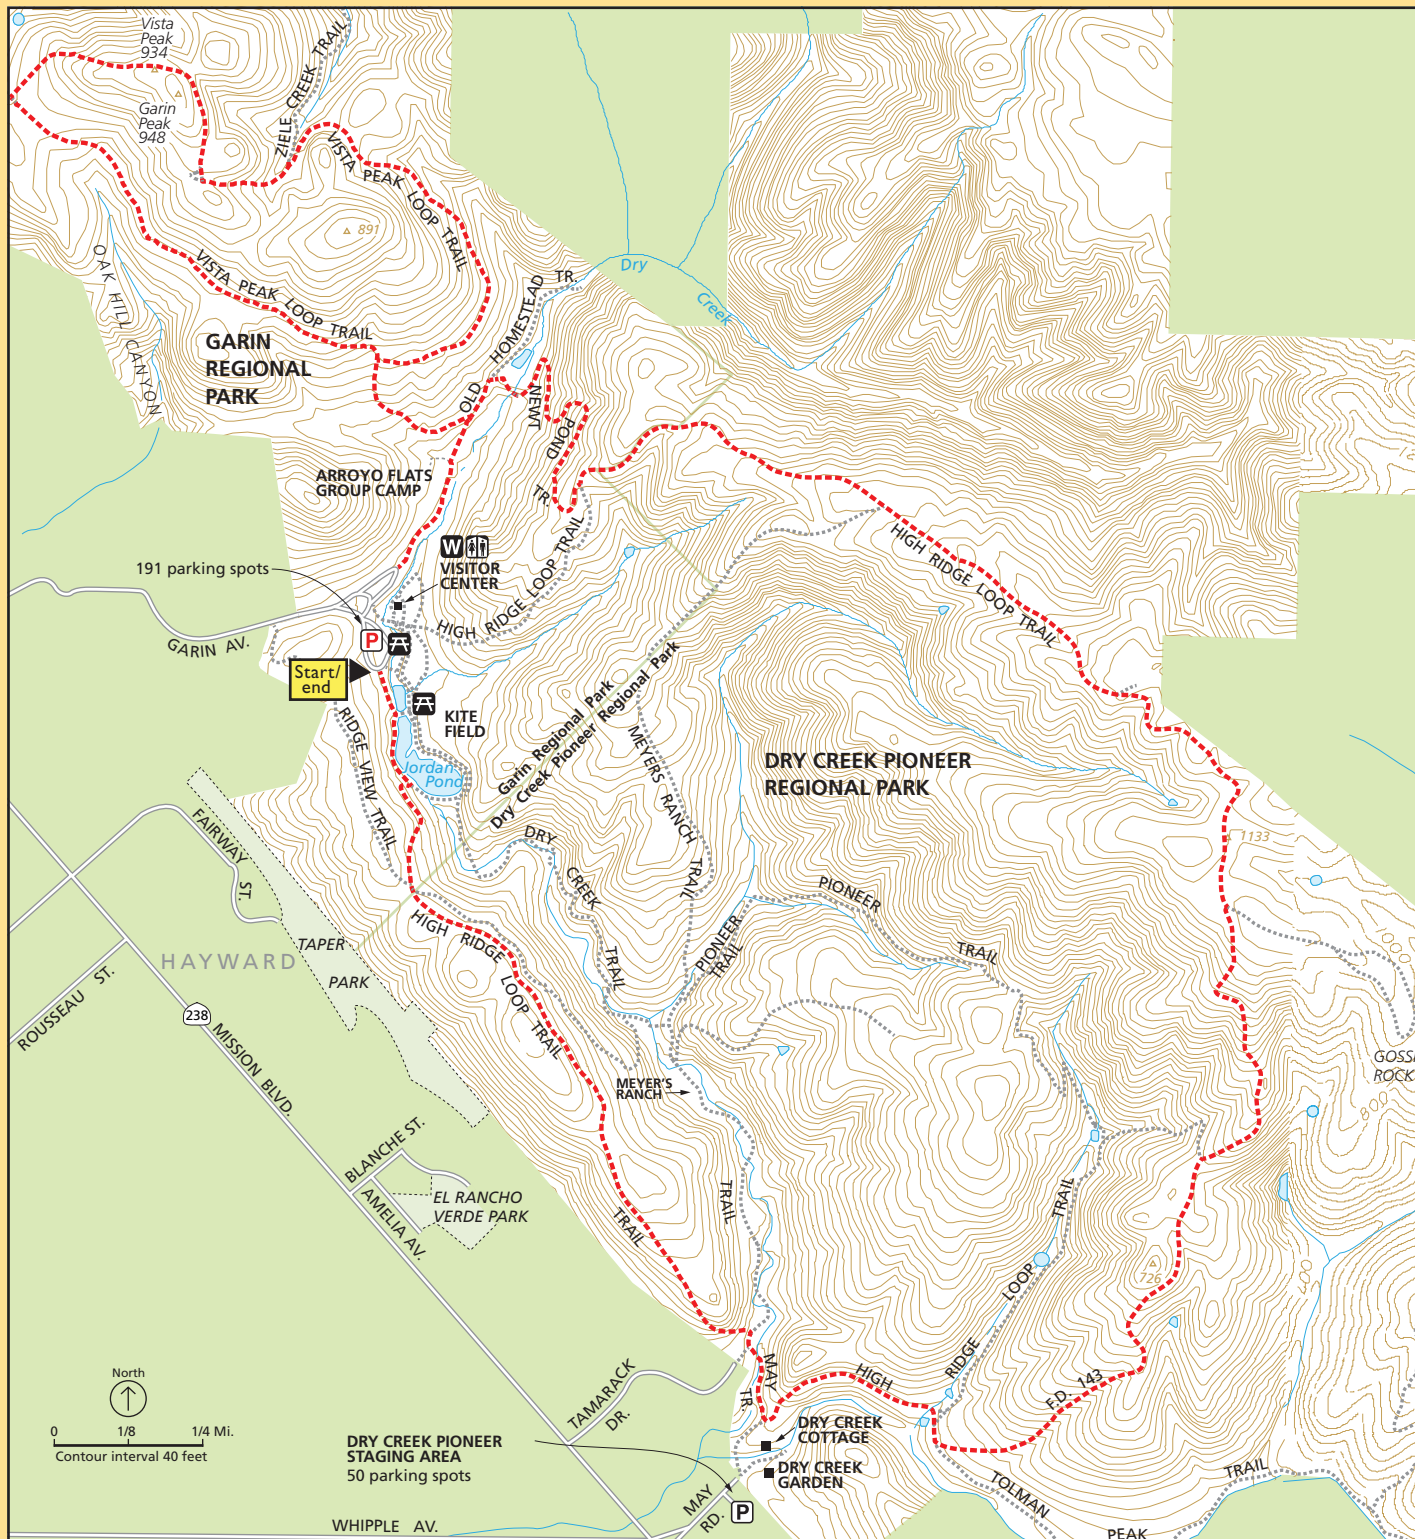 Vista
Peak
934
Garin
Peak
948
ZIELE CREEK TRAIL
VISTA PEAK LOOP TRAIL
891
OAK HILL CANYON
VISTA PEAK LOOP TRAIL
GARIN
REGIONAL
PARK
OLD HOMESTEAD TR.
Dry
Creek
NEWT
POND
TR.
ARROYO FLATS
GROUP CAMP
W
VISITOR
CENTER
191 parking spots
HIGH RIDGE LOOP TRAIL
HIGH RIDGE LOOP TRAIL
GARIN AV.
P
Start/
end
KITE
FIELD
Jordan
Pond
RIDGE VIEW TRAIL
Garin Regional Park
Dry Creek Pioneer Regional Park
MEYERS RANCH TRAIL
DRY CREEK PIONEER
REGIONAL PARK
1133
FAIRWAY
ST.
DRY CREEK TRAIL
PIONEER
TRAIL
PIONEER TRAIL
TAPER
PARK
HAYWARD
HIGH RIDGE LOOP TRAIL
ROUSSEAU ST.
238
MISSION BLVD.
GOSS
ROCK
MEYER'S
RANCH
BLANCHE ST.
AMELIA AV.
EL RANCHO
VERDE PARK
TRAIL
TRAIL
RIDGE LOOP TRAIL
726
North
0 1/8 1/4 Mi.
Contour interval 40 feet
TAMARACK
DR.
MAY
TR.
HIGH
F.D. 143
DRY CREEK
COTTAGE
DRY CREEK
GARDEN
DRY CREEK PIONEER
STAGING AREA
50 parking spots
MAY
RD.
P
TOLMAN
PEAK
TRAIL
WHIPPLE AV.